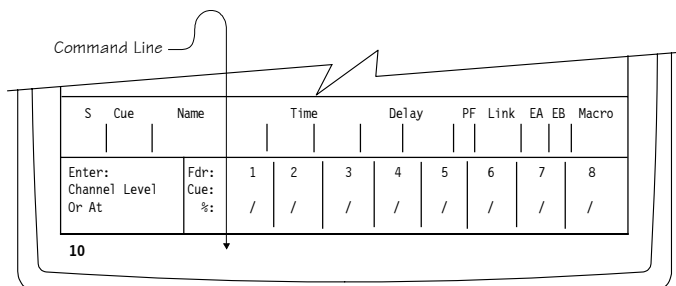 Command Line
S Cue Name Time Delay PF Link EA EB Macro
Enter: Fdr: 1 2 3 4 5 6 7 8
Channel Level Cue:
Or At %: / / / / / / / /
10